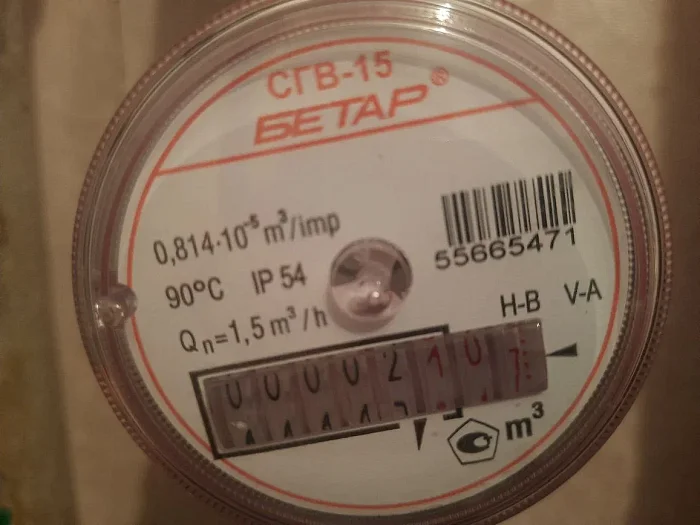 СГВ-15
БЕТАР®
0,814·10⁻⁵ m³/imp
55665471
90°C IP 54
H-B V-A
Qn=1,5 m³/h
00002107
m³